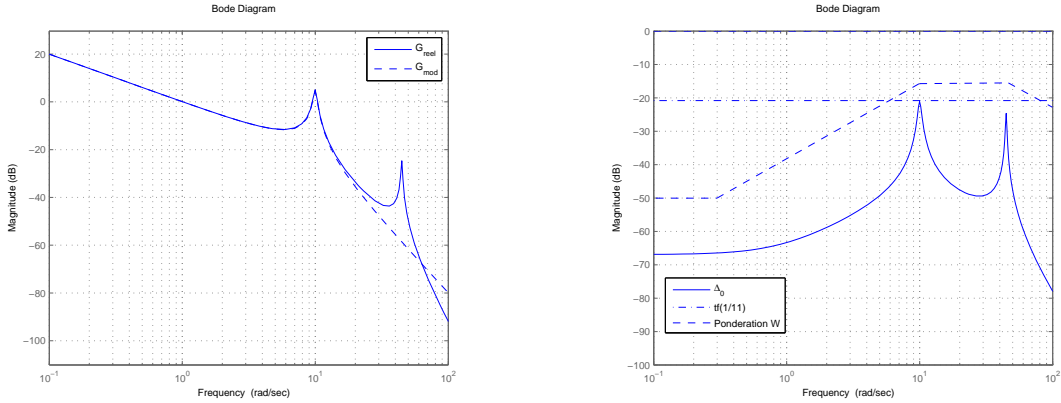 Bode Diagram
Magnitude (dB)
20
0
−20
−40
−60
−80
−100
G_reel
G_mod
10^−1
10^0
10^1
10^2
Frequency (rad/sec)
Bode Diagram
Magnitude (dB)
0
−10
−20
−30
−40
−50
−60
−70
−80
−90
−100
Δ_0
tf(1/11)
Ponderation W
10^−1
10^0
10^1
10^2
Frequency (rad/sec)